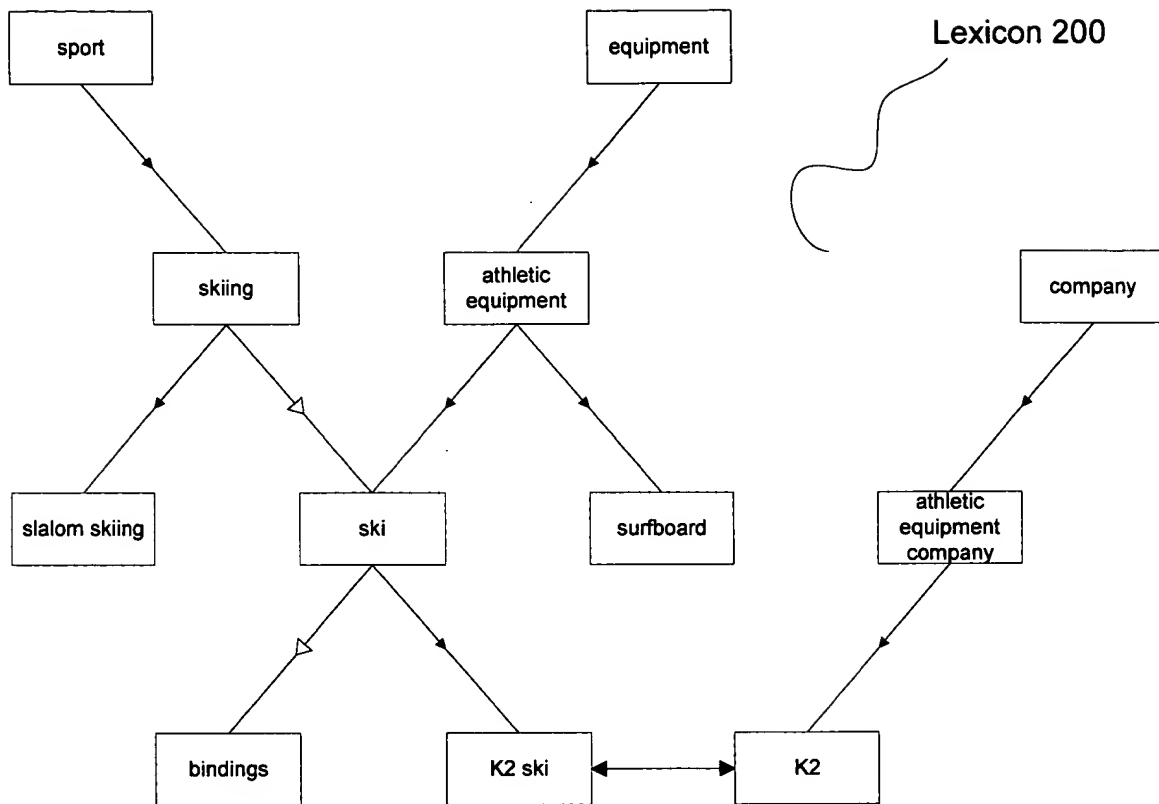 sport
equipment
Lexicon 200
skiing
athletic
equipment
company
slalom skiing
ski
surfboard
athletic
equipment
company
bindings
K2 ski
K2